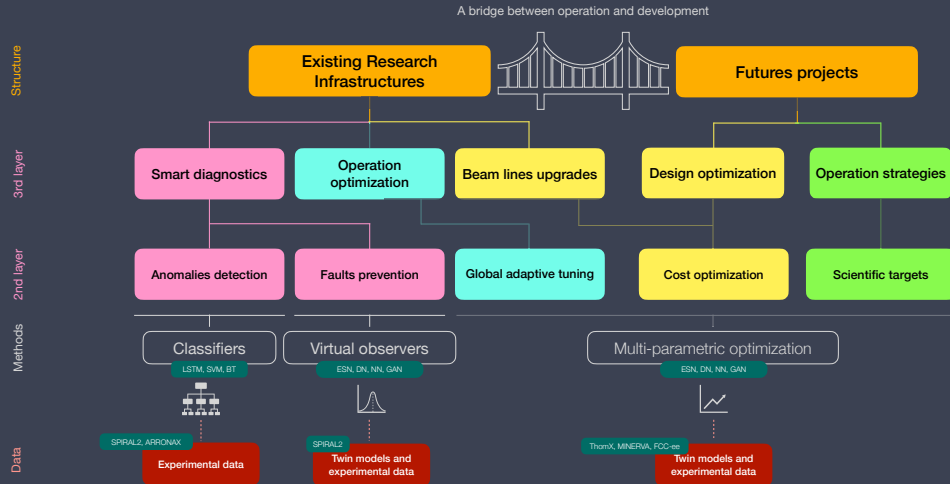 A bridge between operation and development
Structure
Existing Research
Infrastructures
Futures projects
3rd layer
Smart diagnostics
Operation
optimization
Beam lines upgrades
Design optimization
Operation strategies
2nd layer
Anomalies detection
Faults prevention
Global adaptive tuning
Cost optimization
Scientific targets
Methods
Classifiers
Virtual observers
Multi-parametric optimization
LSTM, SVM, BT
ESN, DN, NN, GAN
ESN, DN, NN, GAN
Data
SPIRAL2, ARRONAX
Experimental data
SPIRAL2
Twin models and
experimental data
ThomX, MINERVA, FCC-ee
Twin models and
experimental data